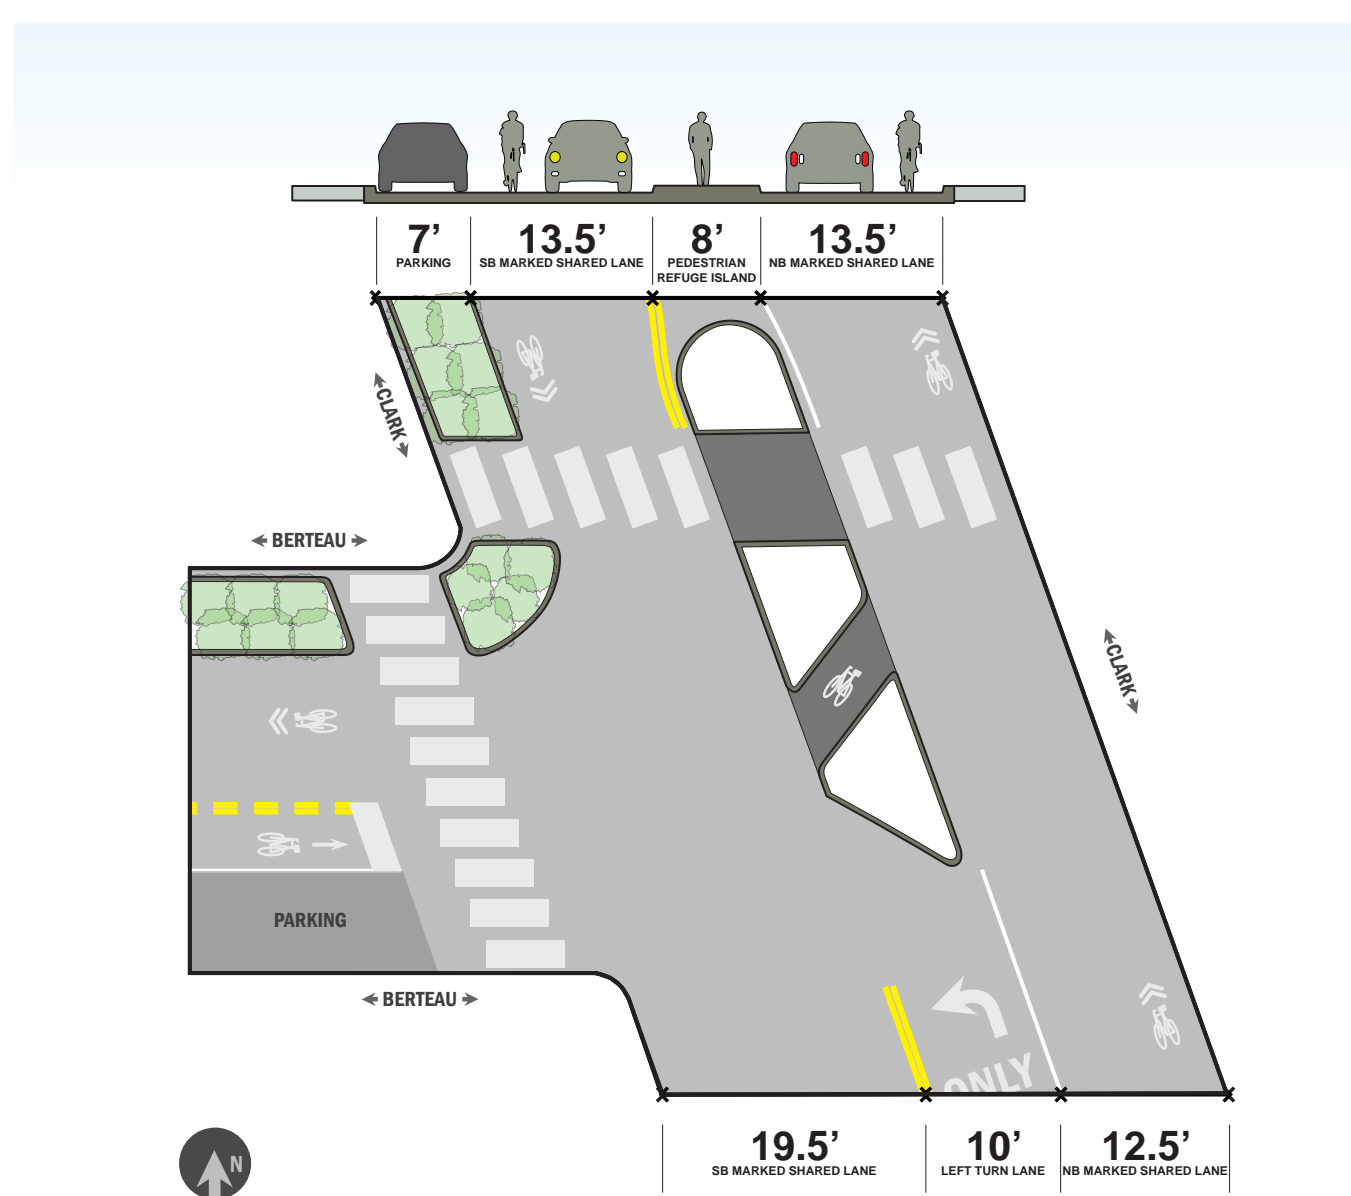 7’ 13.5’ 8’ 13.5’
PARKING SB MARKED SHARED LANE PEDESTRIAN NB MARKED SHARED LANE
REFUGE ISLAND
CLARK
BERTEAU
CLARK
PARKING
BERTEAU
ONLY
19.5’ 10’ 12.5’
SB MARKED SHARED LANE LEFT TURN LANE NB MARKED SHARED LANE
N